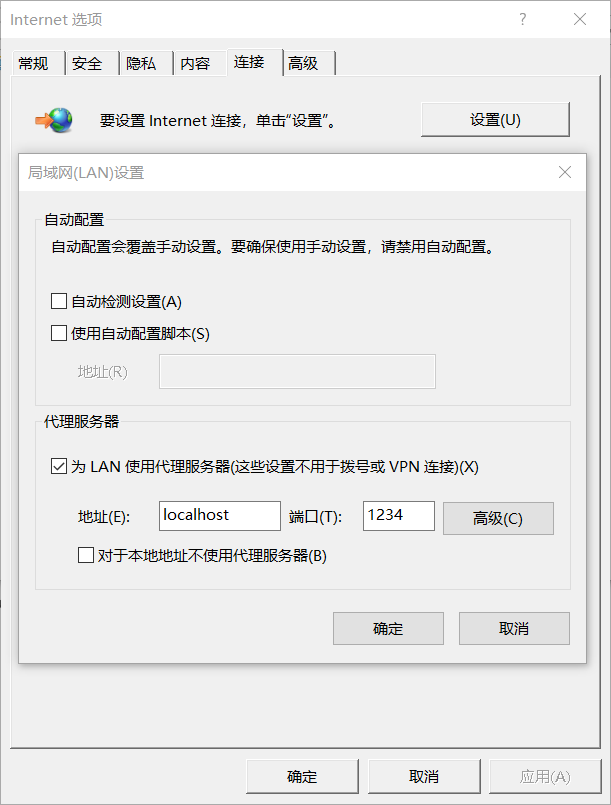 Internet 选项
常规 安全 隐私 内容 连接 高级
要设置 Internet 连接，单击“设置”。 设置(U)
局域网(LAN)设置
自动配置
自动配置会覆盖手动设置。要确保使用手动设置，请禁用自动配置。
自动检测设置(A)
使用自动配置脚本(S)
地址(R)
代理服务器
为 LAN 使用代理服务器(这些设置不用于拨号或 VPN 连接)(X)
地址(E): localhost 端口(T): 1234 高级(C)
对于本地地址不使用代理服务器(B)
确定 取消
确定 取消 应用(A)